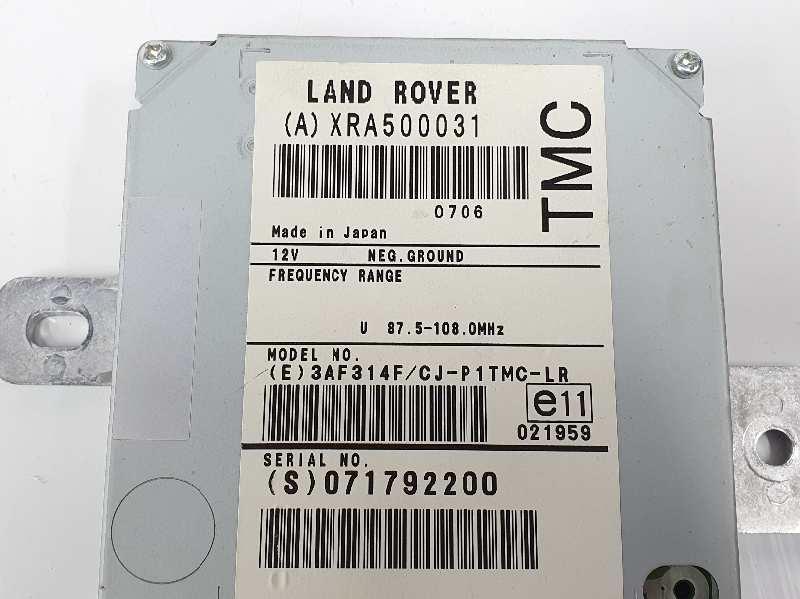 LAND ROVER
(A) XRA500031
TMC
0706
Made in Japan
12V NEG.GROUND
FREQUENCY RANGE
U 87.5-108.0MHz
MODEL NO.
(E)3AF314F/CJ-P1TMC-LR
e11
021959
SERIAL NO.
(S)071792200